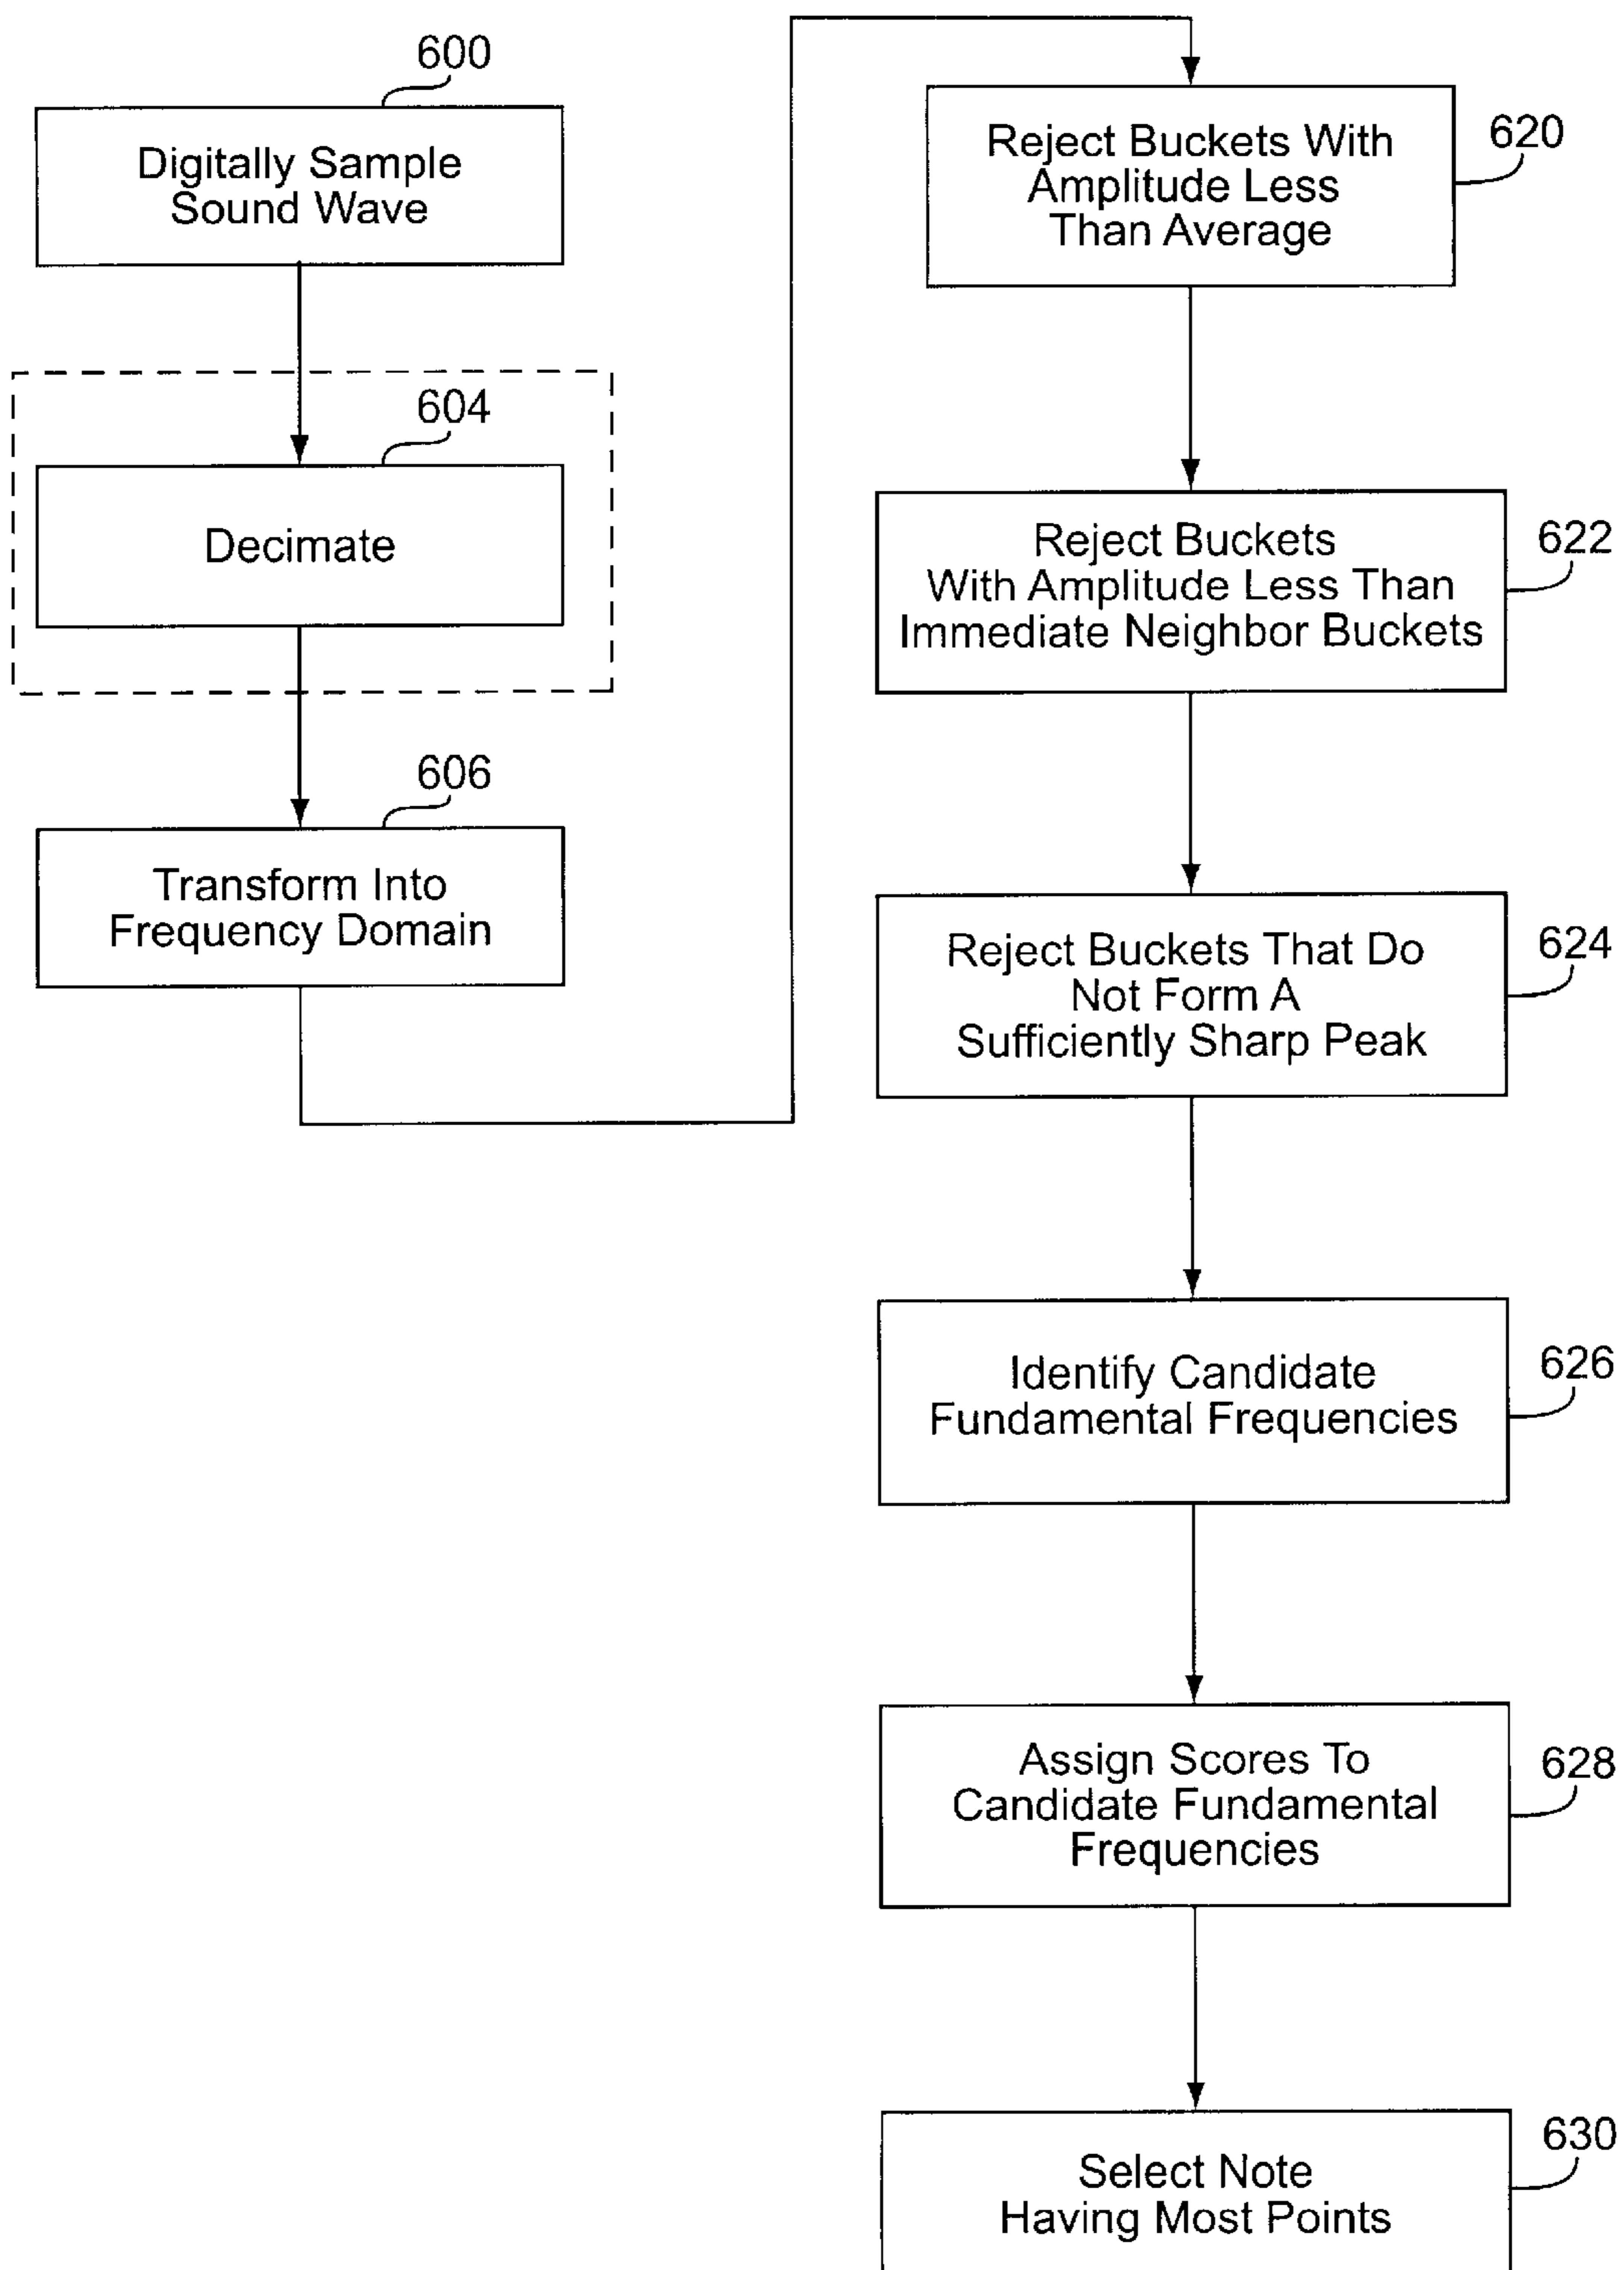 600
Digitally Sample
Sound Wave
604
Decimate
606
Transform Into
Frequency Domain
620
Reject Buckets With
Amplitude Less
Than Average
622
Reject Buckets
With Amplitude Less Than
Immediate Neighbor Buckets
624
Reject Buckets That Do
Not Form A
Sufficiently Sharp Peak
626
Identify Candidate
Fundamental Frequencies
628
Assign Scores To
Candidate Fundamental
Frequencies
630
Select Note
Having Most Points